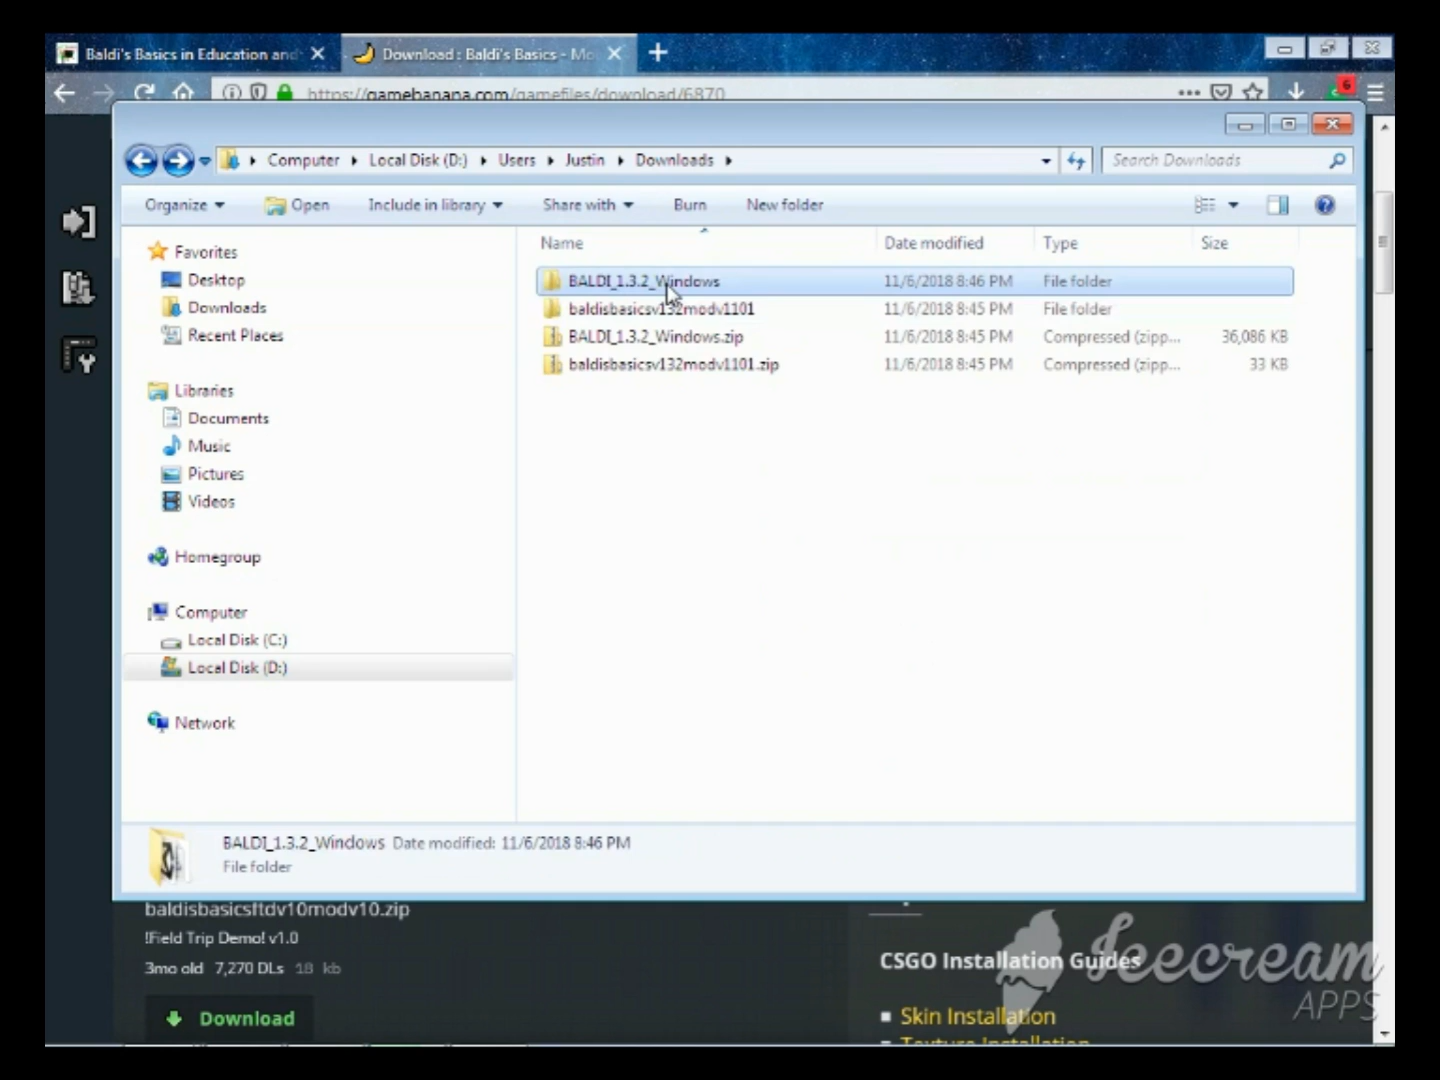 Baldi's Basics in Education and
Download : Baldi's Basics - Mo
https://gamebanana.com/gamefiles/download/6870
6
Computer Local Disk (D:) Users Justin Downloads
Search Downloads
Organize Open Include in library Share with Burn New folder
Name Date modified Type Size
Favorites
Desktop
Downloads
Recent Places
Libraries
Documents
Music
Pictures
Videos
Homegroup
Computer
Local Disk (C:)
Local Disk (D:)
Network
BALDI_1.3.2_Windows 11/6/2018 8:46 PM File folder
baldisbasicsv132modv1101 11/6/2018 8:45 PM File folder
BALDI_1.3.2_Windows.zip 11/6/2018 8:45 PM Compressed (zipp... 36,086 KB
baldisbasicsv132modv1101.zip 11/6/2018 8:45 PM Compressed (zipp... 33 KB
BALDI_1.3.2_Windows Date modified: 11/6/2018 8:46 PM
File folder
baldisbasicsftdv10modv10.zip
!Field Trip Demo! v1.0
3mo old 7,270 DLs 18 kb
Download
CSGO Installation Guides
Skin Installation
Texture Installation
Icecream
APPS